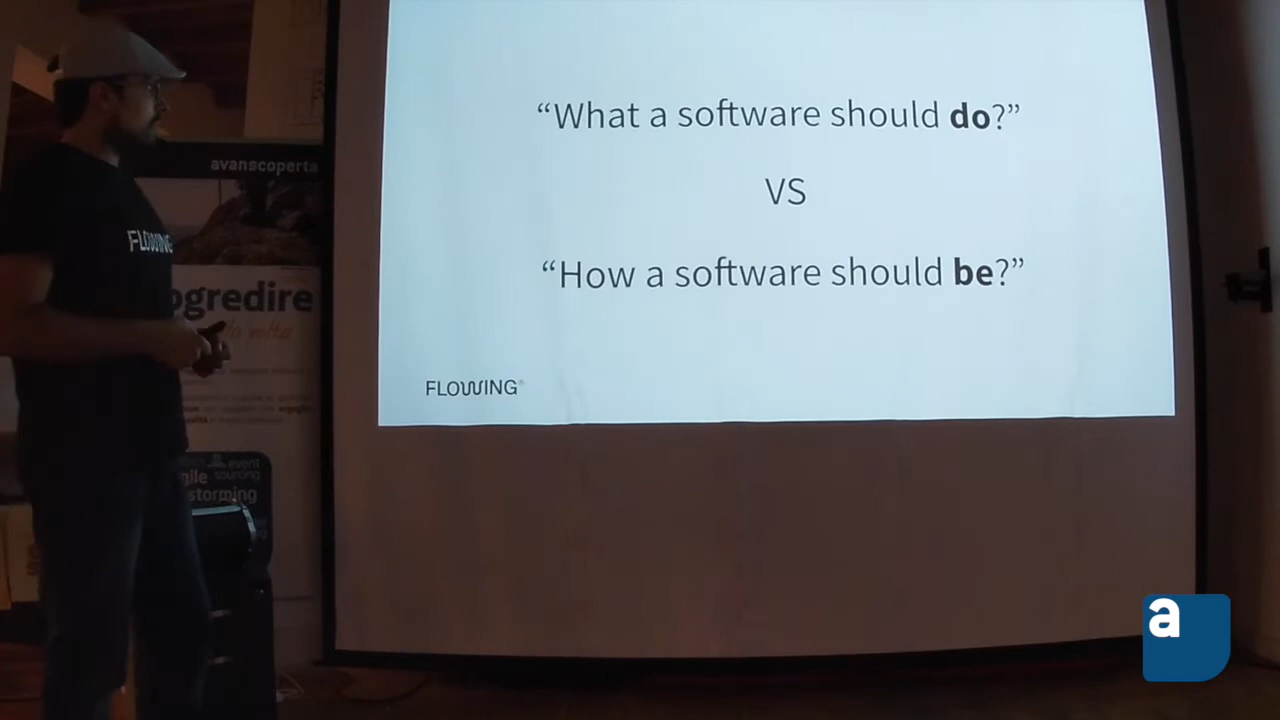 “What a software should do?”
VS
“How a software should be?”
FLOWING
avanscoperta
FLOWING
ogredire
event
gile sourcing
storming
a